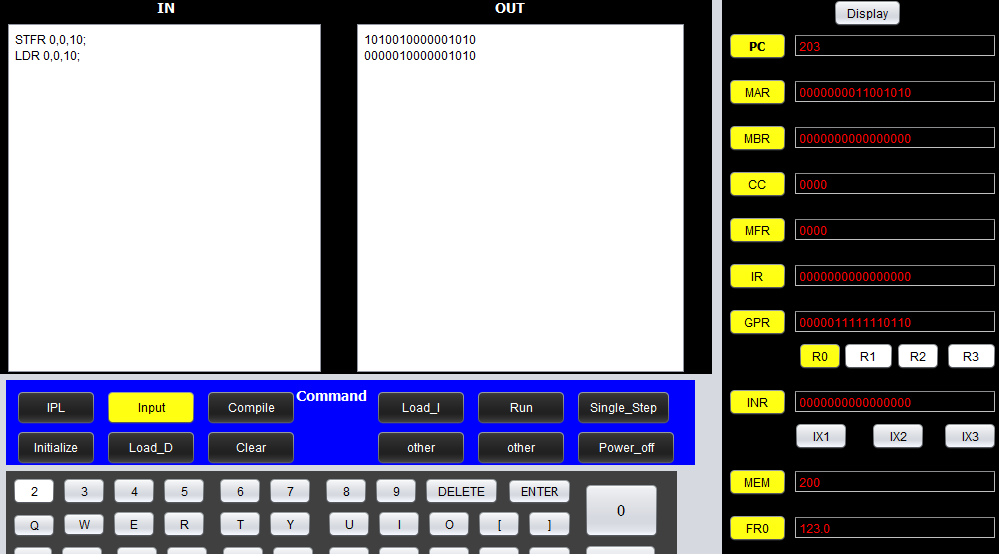 IN
STFR 0,0,10;
LDR 0,0,10;
OUT
1010010000001010
0000010000001010
Display
PC 203
MAR 0000000011001010
MBR 0000000000000000
CC 0000
MFR 0000
IR 0000000000000000
GPR 0000011111110110
R0 R1 R2 R3
INR 0000000000000000
IX1 IX2 IX3
MEM 200
FR0 123.0
Command
IPL Input Compile Load_I Run Single_Step
Initialize Load_D Clear other other Power_off
2 3 4 5 6 7 8 9 DELETE ENTER 0
Q W E R T Y U I O [ ]